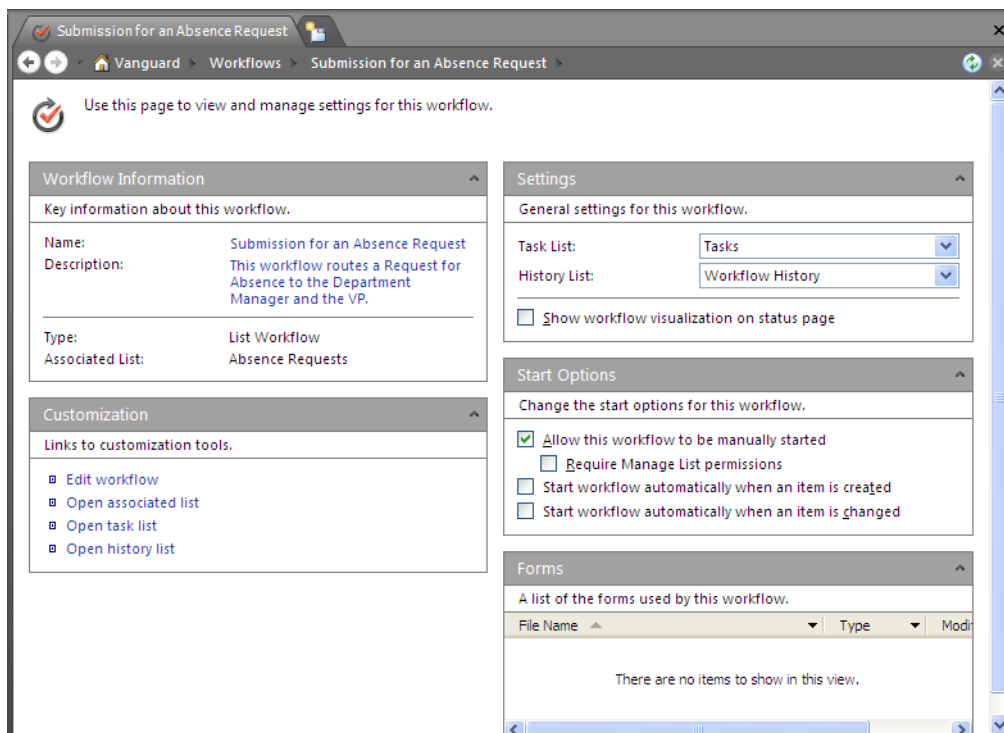 Submission for an Absence Request
Vanguard Workflows Submission for an Absence Request
Use this page to view and manage settings for this workflow.
Workflow Information
Key information about this workflow.
Name: Submission for an Absence Request
Description: This workflow routes a Request for
Absence to the Department
Manager and the VP.
Type: List Workflow
Associated List: Absence Requests
Customization
Links to customization tools.
Edit workflow
Open associated list
Open task list
Open history list
Settings
General settings for this workflow.
Task List: Tasks
History List: Workflow History
Show workflow visualization on status page
Start Options
Change the start options for this workflow.
Allow this workflow to be manually started
Require Manage List permissions
Start workflow automatically when an item is created
Start workflow automatically when an item is changed
Forms
A list of the forms used by this workflow.
File Name Type Modi
There are no items to show in this view.